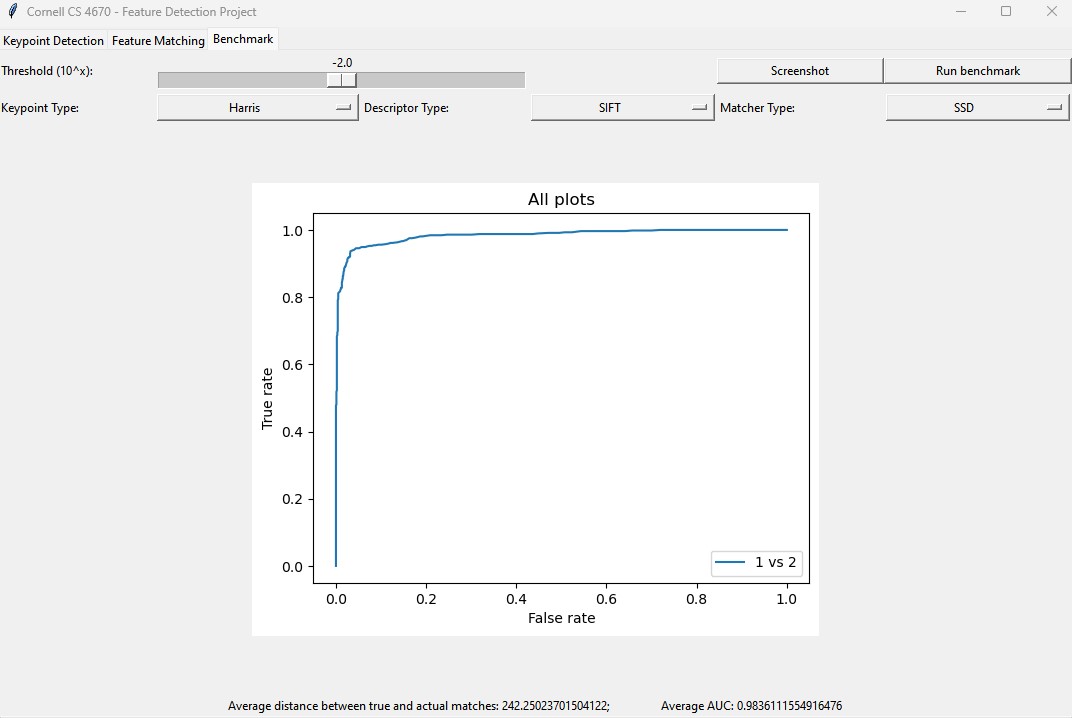 Cornell CS 4670 - Feature Detection Project
Keypoint Detection Feature Matching Benchmark
-2.0
Threshold (10^x):
Screenshot Run benchmark
Keypoint Type: Harris Descriptor Type: SIFT Matcher Type: SSD
All plots
1.0
0.8
0.6
0.4
0.2
0.0
True rate
1 vs 2
0.0 0.2 0.4 0.6 0.8 1.0
False rate
Average distance between true and actual matches: 242.25023701504122; Average AUC: 0.9836111554916476